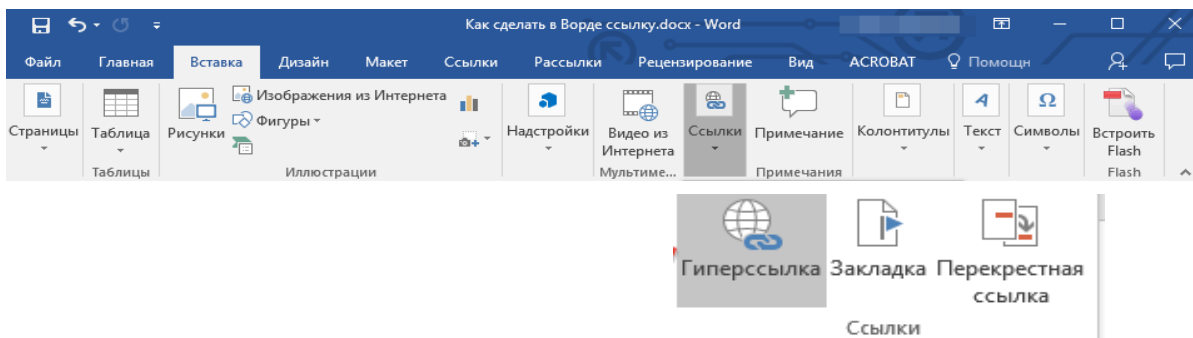 Как сделать в Ворде ссылку.docx - Word
Файл Главная Вставка Дизайн Макет Ссылки Рассылки Рецензирование Вид ACROBAT Помощн
Изображения из Интернета
Фигуры
Страницы Таблица Рисунки Надстройки Видео из Интернета Ссылки Примечание Колонтитулы Текст Символы Встроить Flash
Таблицы Иллюстрации Мультиме... Примечания Flash
Гиперссылка Закладка Перекрестная
ссылка
Ссылки